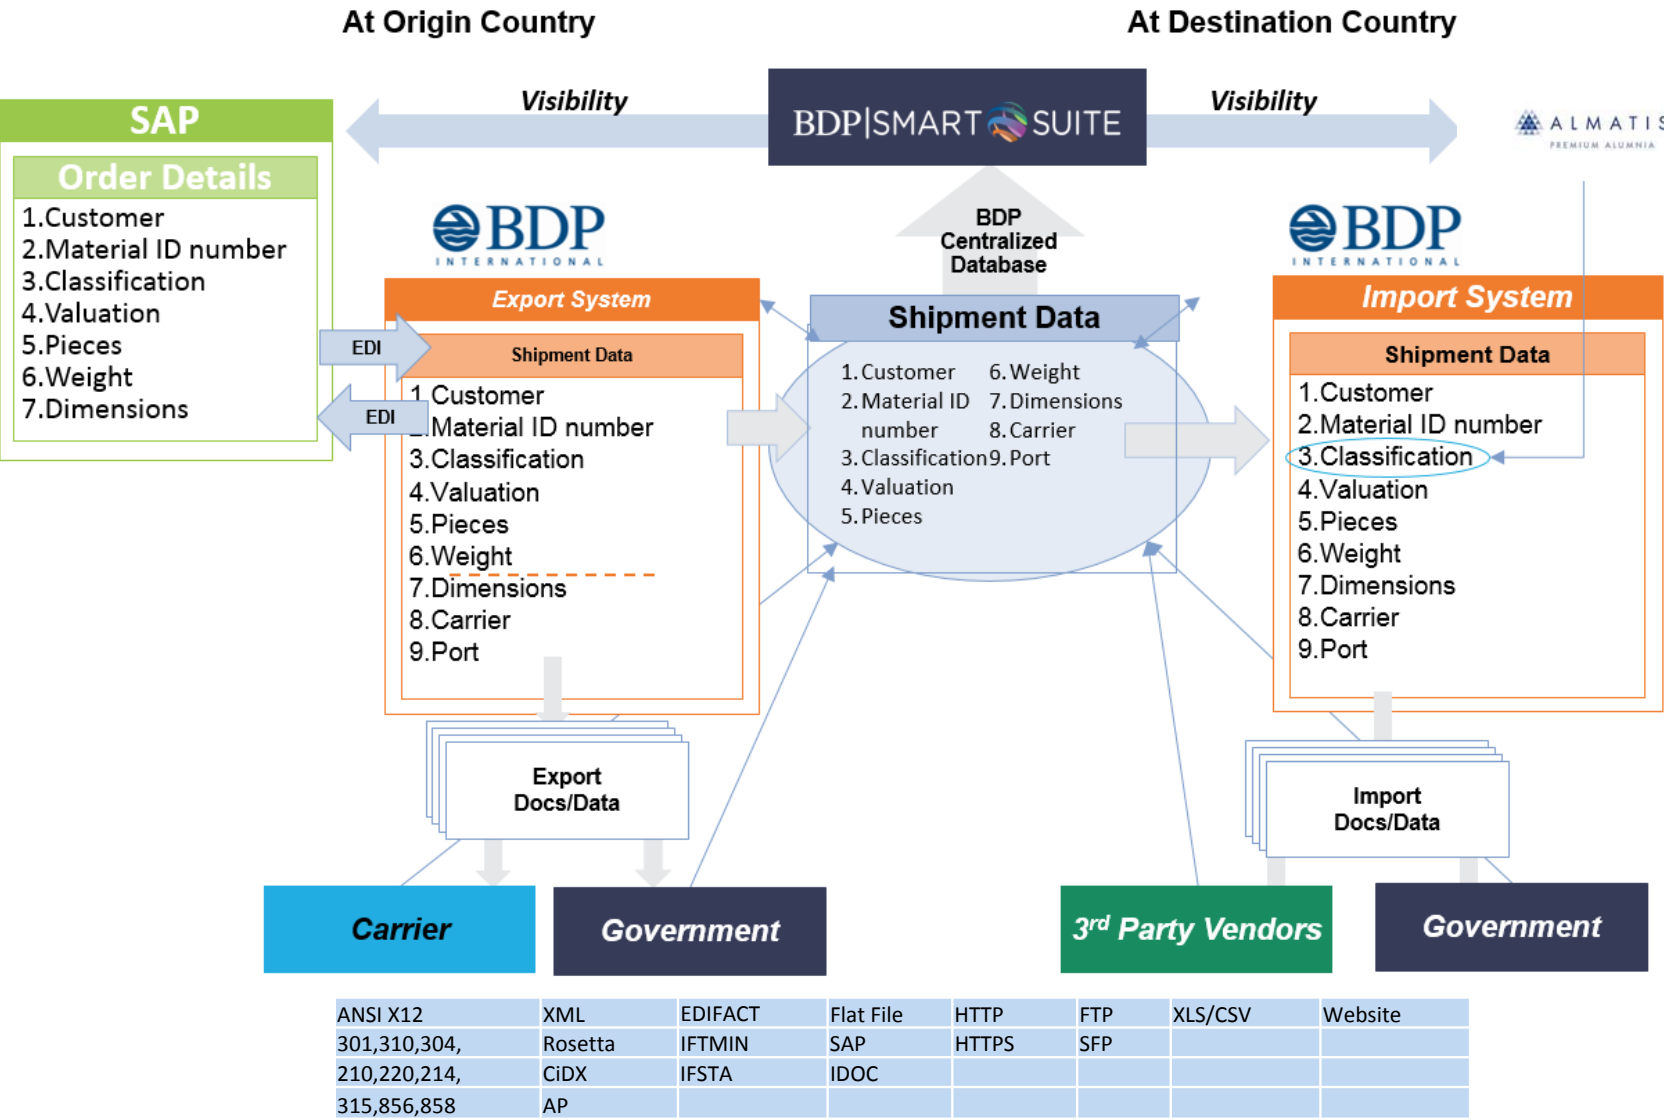 At Origin Country
At Destination Country
SAP
Order Details
1.Customer
2.Material ID number
3.Classification
4.Valuation
5.Pieces
6.Weight
7.Dimensions
Visibility
BDP|SMART SUITE
Visibility
ALMATIS
PREMIUM ALUMNIA
BDP
INTERNATIONAL
Export System
EDI
EDI
Shipment Data
1.Customer
2.Material ID number
3.Classification
4.Valuation
5.Pieces
6.Weight
7.Dimensions
8.Carrier
9.Port
BDP
Centralized
Database
Shipment Data
1.Customer
2.Material ID
number
3.Classification
4.Valuation
5.Pieces
6.Weight
7.Dimensions
8.Carrier
9.Port
BDP
INTERNATIONAL
Import System
Shipment Data
1.Customer
2.Material ID number
3.Classification
4.Valuation
5.Pieces
6.Weight
7.Dimensions
8.Carrier
9.Port
Export
Docs/Data
Import
Docs/Data
Carrier
Government
3rd Party Vendors
Government
ANSI X12 XML EDIFACT Flat File HTTP FTP XLS/CSV Website
301,310,304, Rosetta IFTMIN SAP HTTPS SFP
210,220,214, CiDX IFSTA IDOC
315,856,858 AP